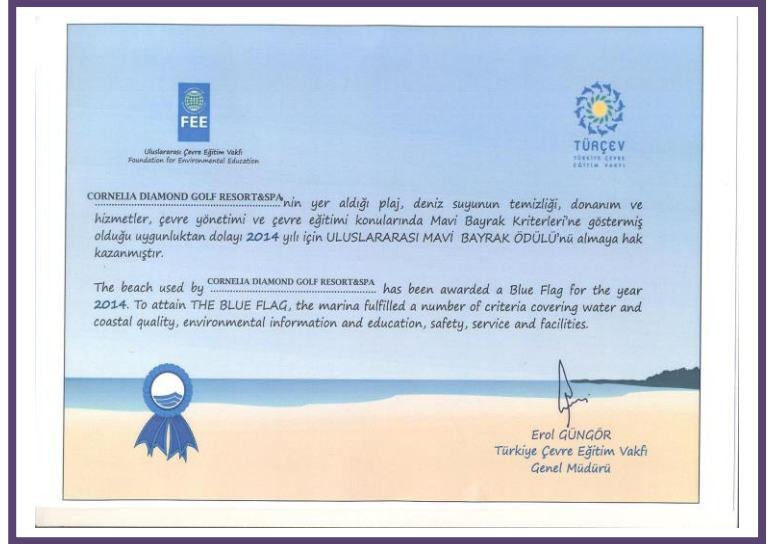 FEE
Uluslararası Çevre Eğitim Vakfı
Foundation for Environmental Education
TÜRÇEV
TÜRKİYE ÇEVRE
EĞİTİM VAKFI
CORNELIA DIAMOND GOLF RESORT&SPA'nin yer aldığı plaj, deniz suyunun temizliği, donanım ve
hizmetler, çevre yönetimi ve çevre eğitimi konularında Mavi Bayrak Kriterleri'ne göstermiş
olduğu uygunluktan dolayı 2014 yılı için ULUSLARARASI MAVİ BAYRAK ÖDÜLÜ'nü almaya hak
kazanmıştır.
The beach used by CORNELIA DIAMOND GOLF RESORT&SPA has been awarded a Blue Flag for the year
2014. To attain THE BLUE FLAG, the marina fulfilled a number of criteria covering water and
coastal quality, environmental information and education, safety, service and facilities.
Erol GÜNGÖR
Türkiye Çevre Eğitim Vakfı
Genel Müdürü